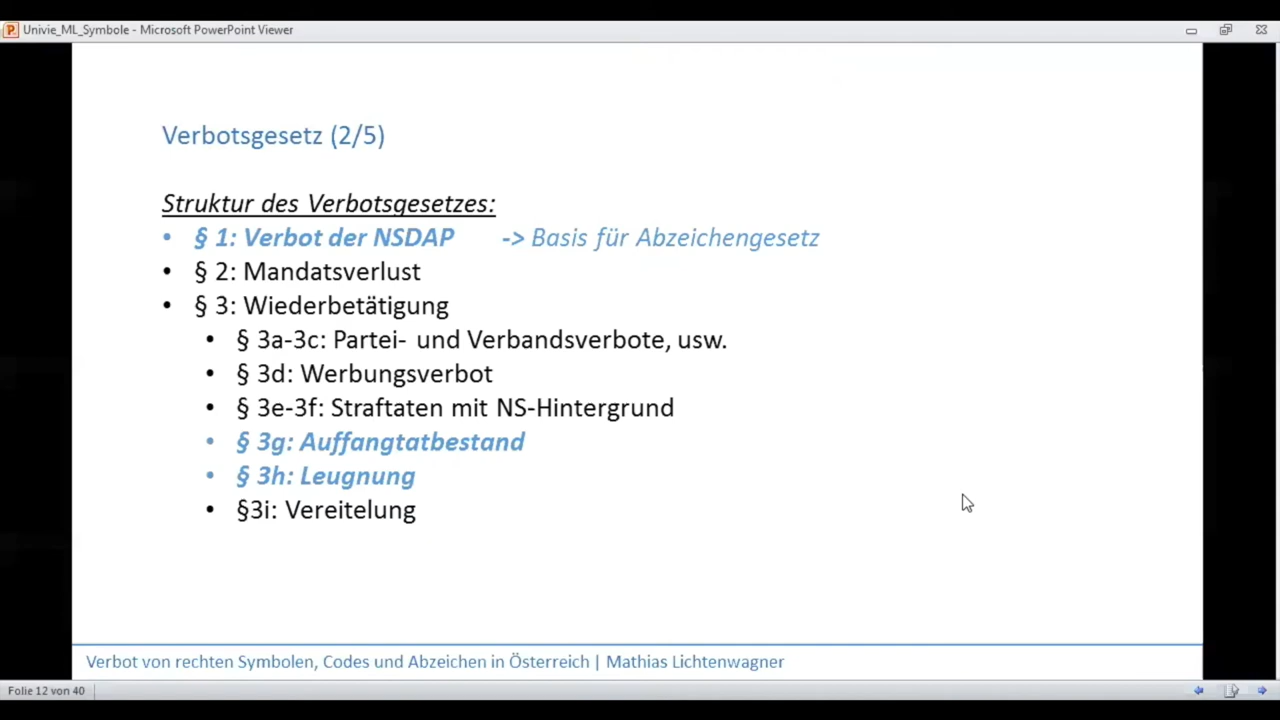 Univie_ML_Symbole - Microsoft PowerPoint Viewer
Verbotsgesetz (2/5)
Struktur des Verbotsgesetzes:
• § 1: Verbot der NSDAP -> Basis für Abzeichengesetz
• § 2: Mandatsverlust
• § 3: Wiederbetätigung
• § 3a-3c: Partei- und Verbandsverbote, usw.
• § 3d: Werbungsverbot
• § 3e-3f: Straftaten mit NS-Hintergrund
• § 3g: Auffangtatbestand
• § 3h: Leugnung
• §3i: Vereitelung
Verbot von rechten Symbolen, Codes und Abzeichen in Österreich | Mathias Lichtenwagner
Folie 12 von 40